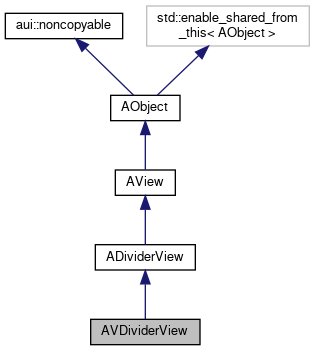 aui::noncopyable
std::enable_shared_from
_this< AObject >
AObject
AView
ADividerView
AVDividerView